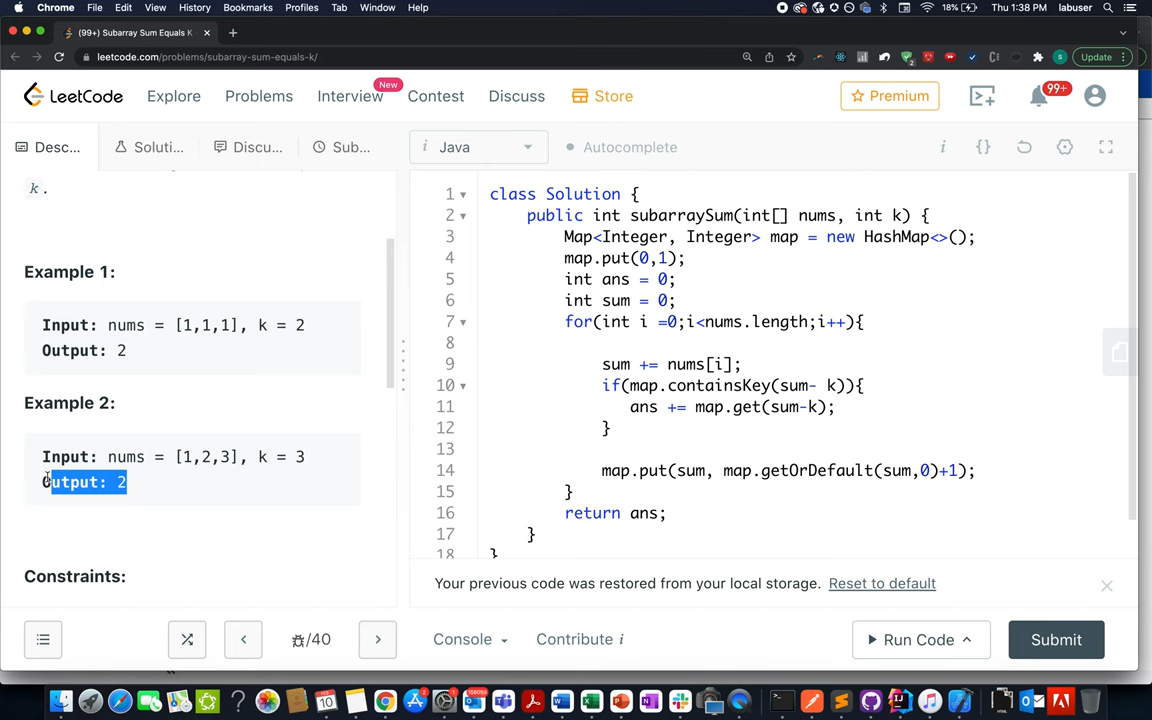 Chrome File Edit View History Bookmarks Profiles Tab Window Help 18% Thu 1:38 PM labuser
(99+) Subarray Sum Equals K
leetcode.com/problems/subarray-sum-equals-k/ Update
LeetCode Explore Problems Interview New Contest Discuss Store Premium 99+
Desc... Soluti... Discu... Sub... i Java Autocomplete i {}
k.
Example 1:
Input: nums = [1,1,1], k = 2
Output: 2
Example 2:
Input: nums = [1,2,3], k = 3
Output: 2
Constraints:
1 class Solution {
2 public int subarraySum(int[] nums, int k) {
3 Map<Integer, Integer> map = new HashMap<>();
4 map.put(0,1);
5 int ans = 0;
6 int sum = 0;
7 for(int i =0;i<nums.length;i++){
8
9 sum += nums[i];
10 if(map.containsKey(sum- k)){
11 ans += map.get(sum-k);
12 }
13
14 map.put(sum, map.getOrDefault(sum,0)+1);
15 }
16 return ans;
17 }
18 }
Your previous code was restored from your local storage. Reset to default
/40 Console Contribute i Run Code Submit